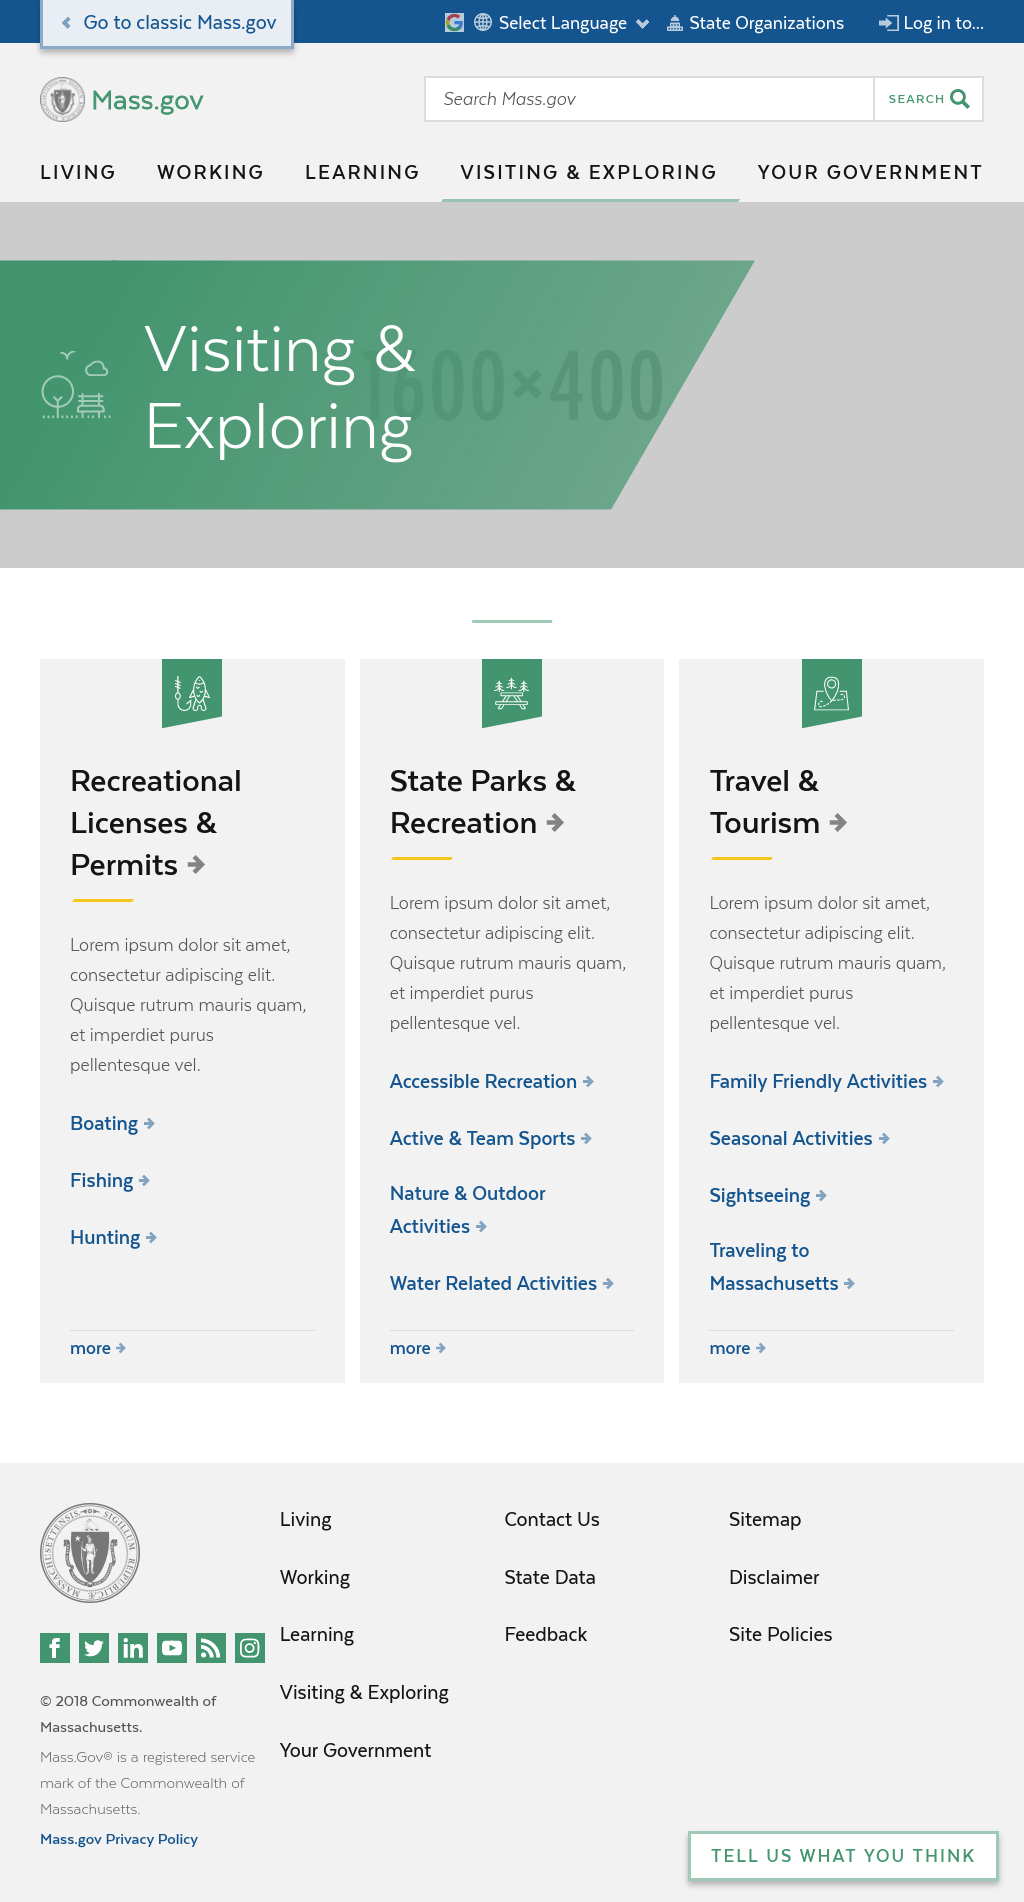 Go to classic Mass.gov
Select Language
State Organizations
Log in to...
Mass.gov
Search Mass.gov
SEARCH
LIVING
WORKING
LEARNING
VISITING & EXPLORING
YOUR GOVERNMENT
1600×400
Visiting &
Exploring
Recreational
Licenses &
Permits
Lorem ipsum dolor sit amet,
consectetur adipiscing elit.
Quisque rutrum mauris quam,
et imperdiet purus
pellentesque vel.
Boating
Fishing
Hunting
more
State Parks &
Recreation
Lorem ipsum dolor sit amet,
consectetur adipiscing elit.
Quisque rutrum mauris quam,
et imperdiet purus
pellentesque vel.
Accessible Recreation
Active & Team Sports
Nature & Outdoor
Activities
Water Related Activities
more
Travel &
Tourism
Lorem ipsum dolor sit amet,
consectetur adipiscing elit.
Quisque rutrum mauris quam,
et imperdiet purus
pellentesque vel.
Family Friendly Activities
Seasonal Activities
Sightseeing
Traveling to
Massachusetts
more
© 2018 Commonwealth of
Massachusetts.
Mass.Gov® is a registered service
mark of the Commonwealth of
Massachusetts.
Mass.gov Privacy Policy
Living
Working
Learning
Visiting & Exploring
Your Government
Contact Us
State Data
Feedback
Sitemap
Disclaimer
Site Policies
TELL US WHAT YOU THINK